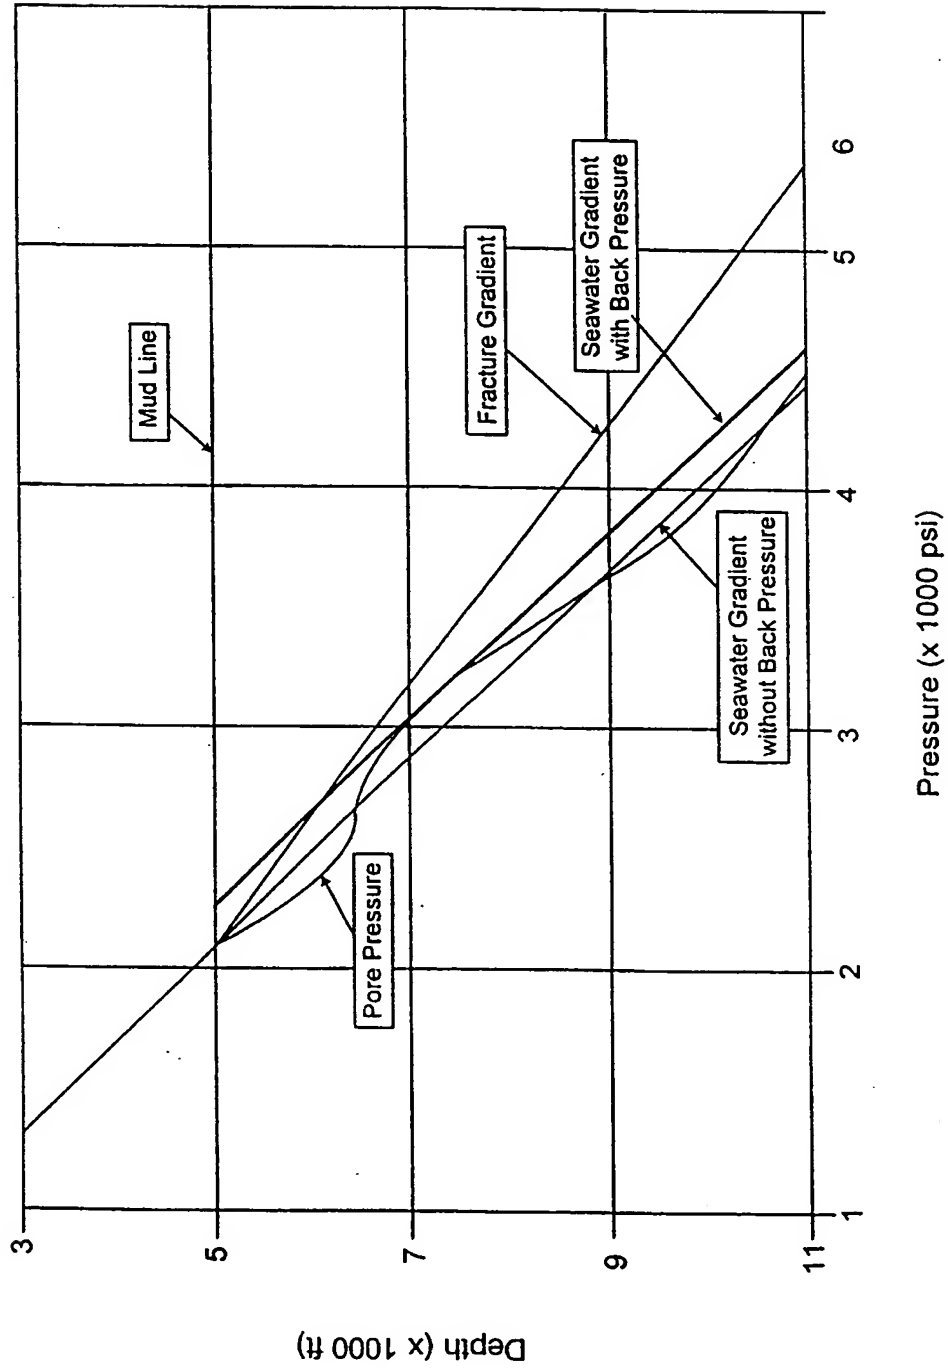 3
5
7
9
11
Depth (x 1000 ft)
Mud Line
Fracture Gradient
Seawater Gradient
with Back Pressure
Pore Pressure
Seawater Gradient
without Back Pressure
1
2
3
4
5
6
Pressure (x 1000 psi)